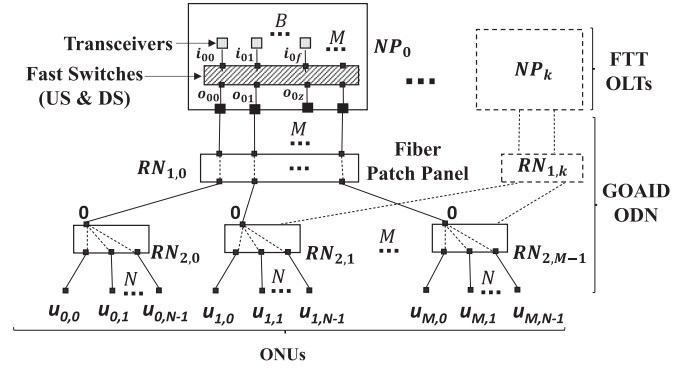 B
Transceivers
i00 i01 i0f M
NP0
Fast Switches
(US & DS)
o00 o01 o0z
NPk
FTT
OLTs
M
RN1,0
Fiber
Patch Panel
RN1,k
GOAID
ODN
0 0 0
RN2,0 RN2,1 M RN2,M−1
N N N
u0,0 u0,1 u0,N-1 u1,0 u1,1 u1,N-1 uM,0 uM,1 uM,N-1
ONUs